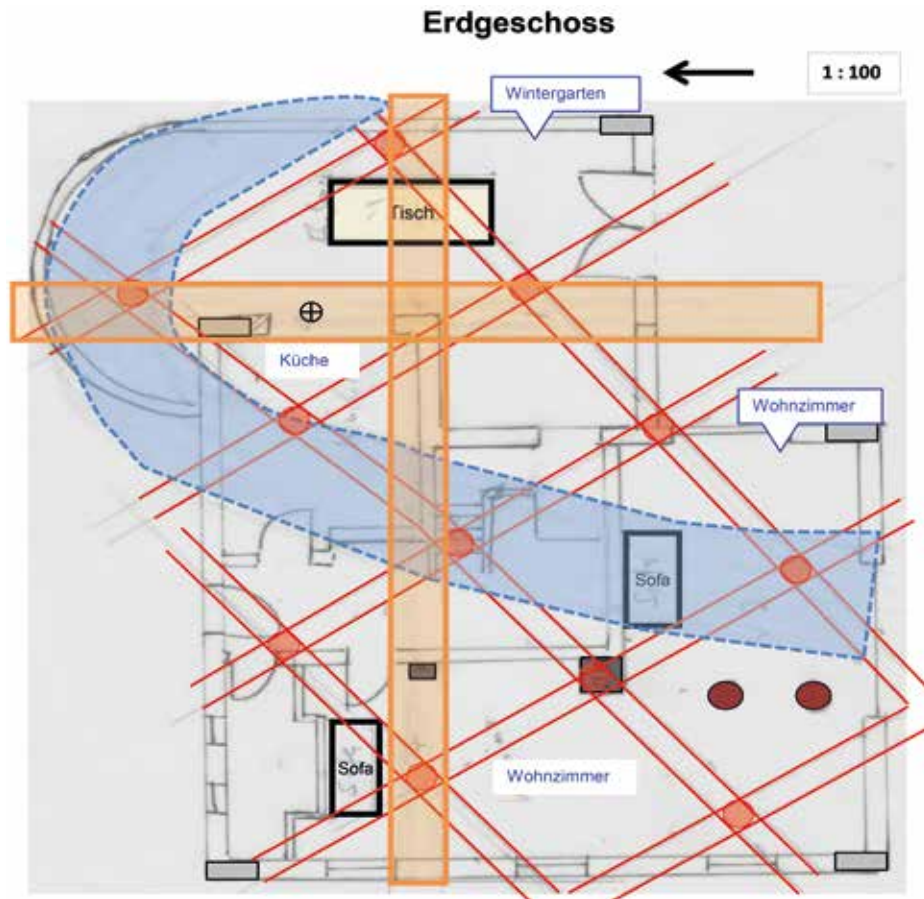 Erdgeschoss
1 : 100
Wintergarten
Tisch
Küche
Wohnzimmer
Sofa
Sofa
Wohnzimmer